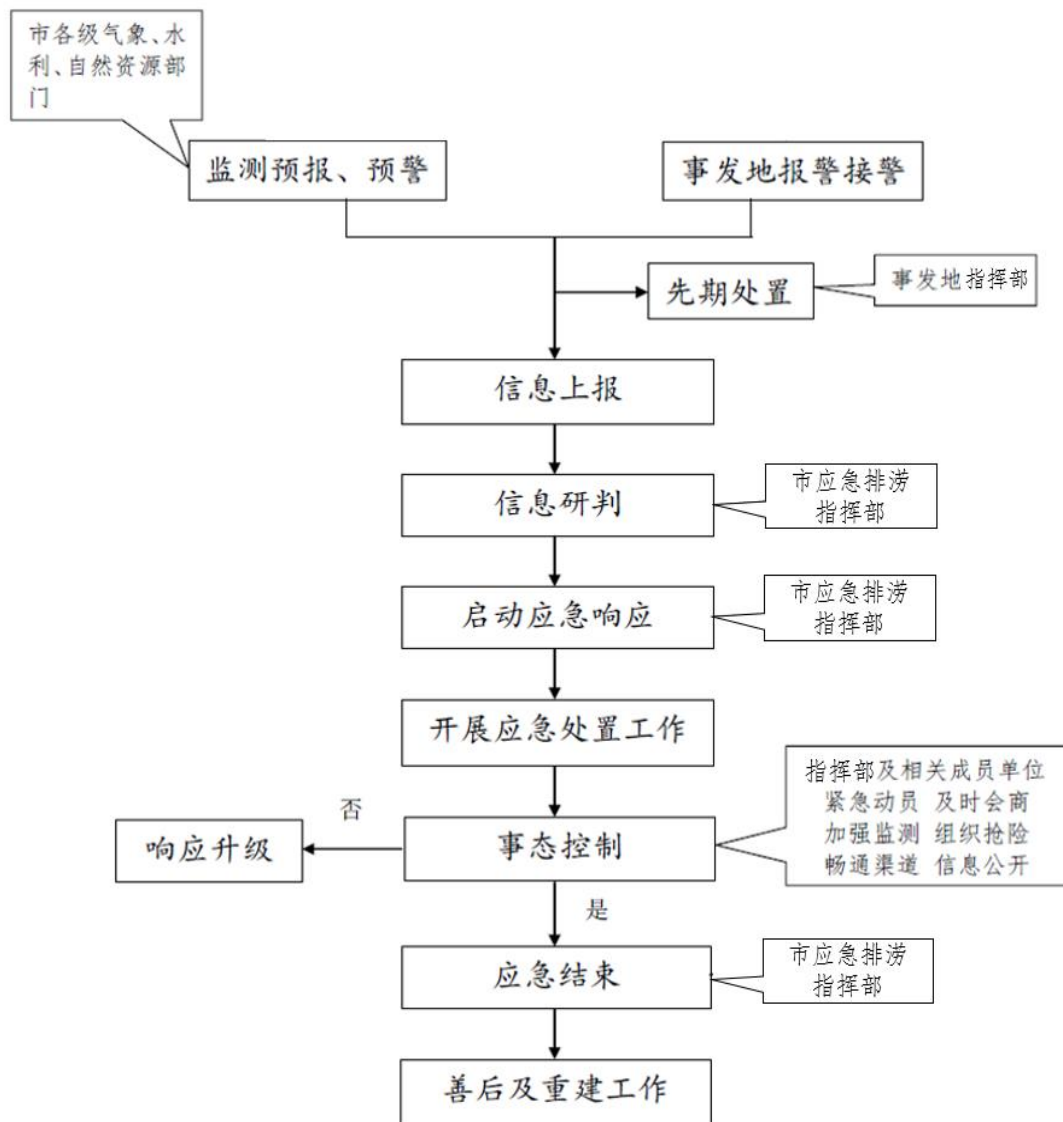 市各级气象、水
利、自然资源部
门
监测预报、预警
事发地报警接警
先期处置
事发地指挥部
信息上报
信息研判
市应急排涝
指挥部
启动应急响应
市应急排涝
指挥部
开展应急处置工作
指挥部及相关成员单位
紧急动员 及时会商
加强监测 组织抢险
畅通渠道 信息公开
否
响应升级
事态控制
是
应急结束
市应急排涝
指挥部
善后及重建工作